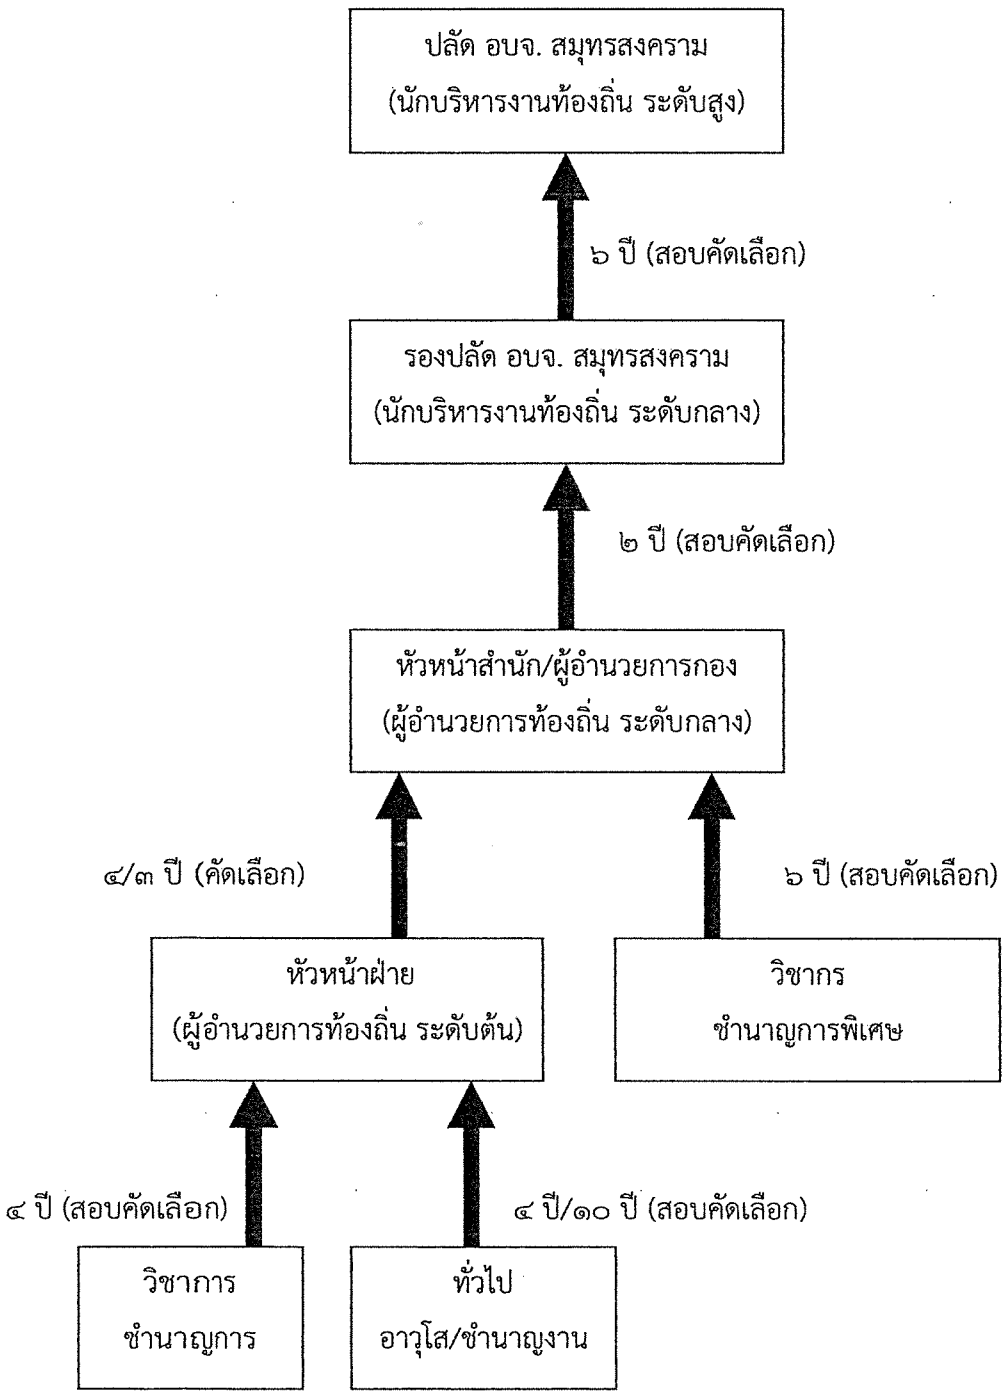 ปลัด อบจ. สมุทรสงคราม
(นักบริหารงานท้องถิ่น ระดับสูง)
๖ ปี (สอบคัดเลือก)
รองปลัด อบจ. สมุทรสงคราม
(นักบริหารงานท้องถิ่น ระดับกลาง)
๒ ปี (สอบคัดเลือก)
หัวหน้าสำนัก/ผู้อำนวยการกอง
(ผู้อำนวยการท้องถิ่น ระดับกลาง)
๔/๓ ปี (คัดเลือก)
๖ ปี (สอบคัดเลือก)
หัวหน้าฝ่าย
(ผู้อำนวยการท้องถิ่น ระดับต้น)
วิชากร
ชำนาญการพิเศษ
๔ ปี (สอบคัดเลือก)
๔ ปี/๑๐ ปี (สอบคัดเลือก)
วิชาการ
ชำนาญการ
ทั่วไป
อาวุโส/ชำนาญงาน